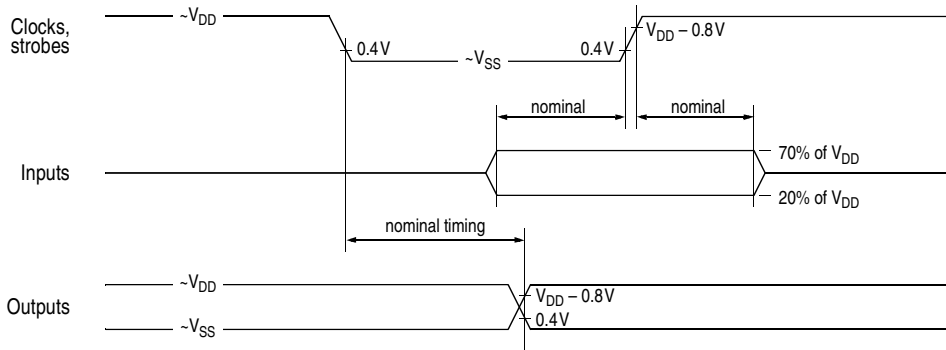 Clocks, strobes
~VDD
0.4V
~VSS
0.4V
VDD – 0.8V
nominal
nominal
Inputs
70% of VDD
20% of VDD
nominal timing
Outputs
~VDD
~VSS
VDD – 0.8V
0.4V